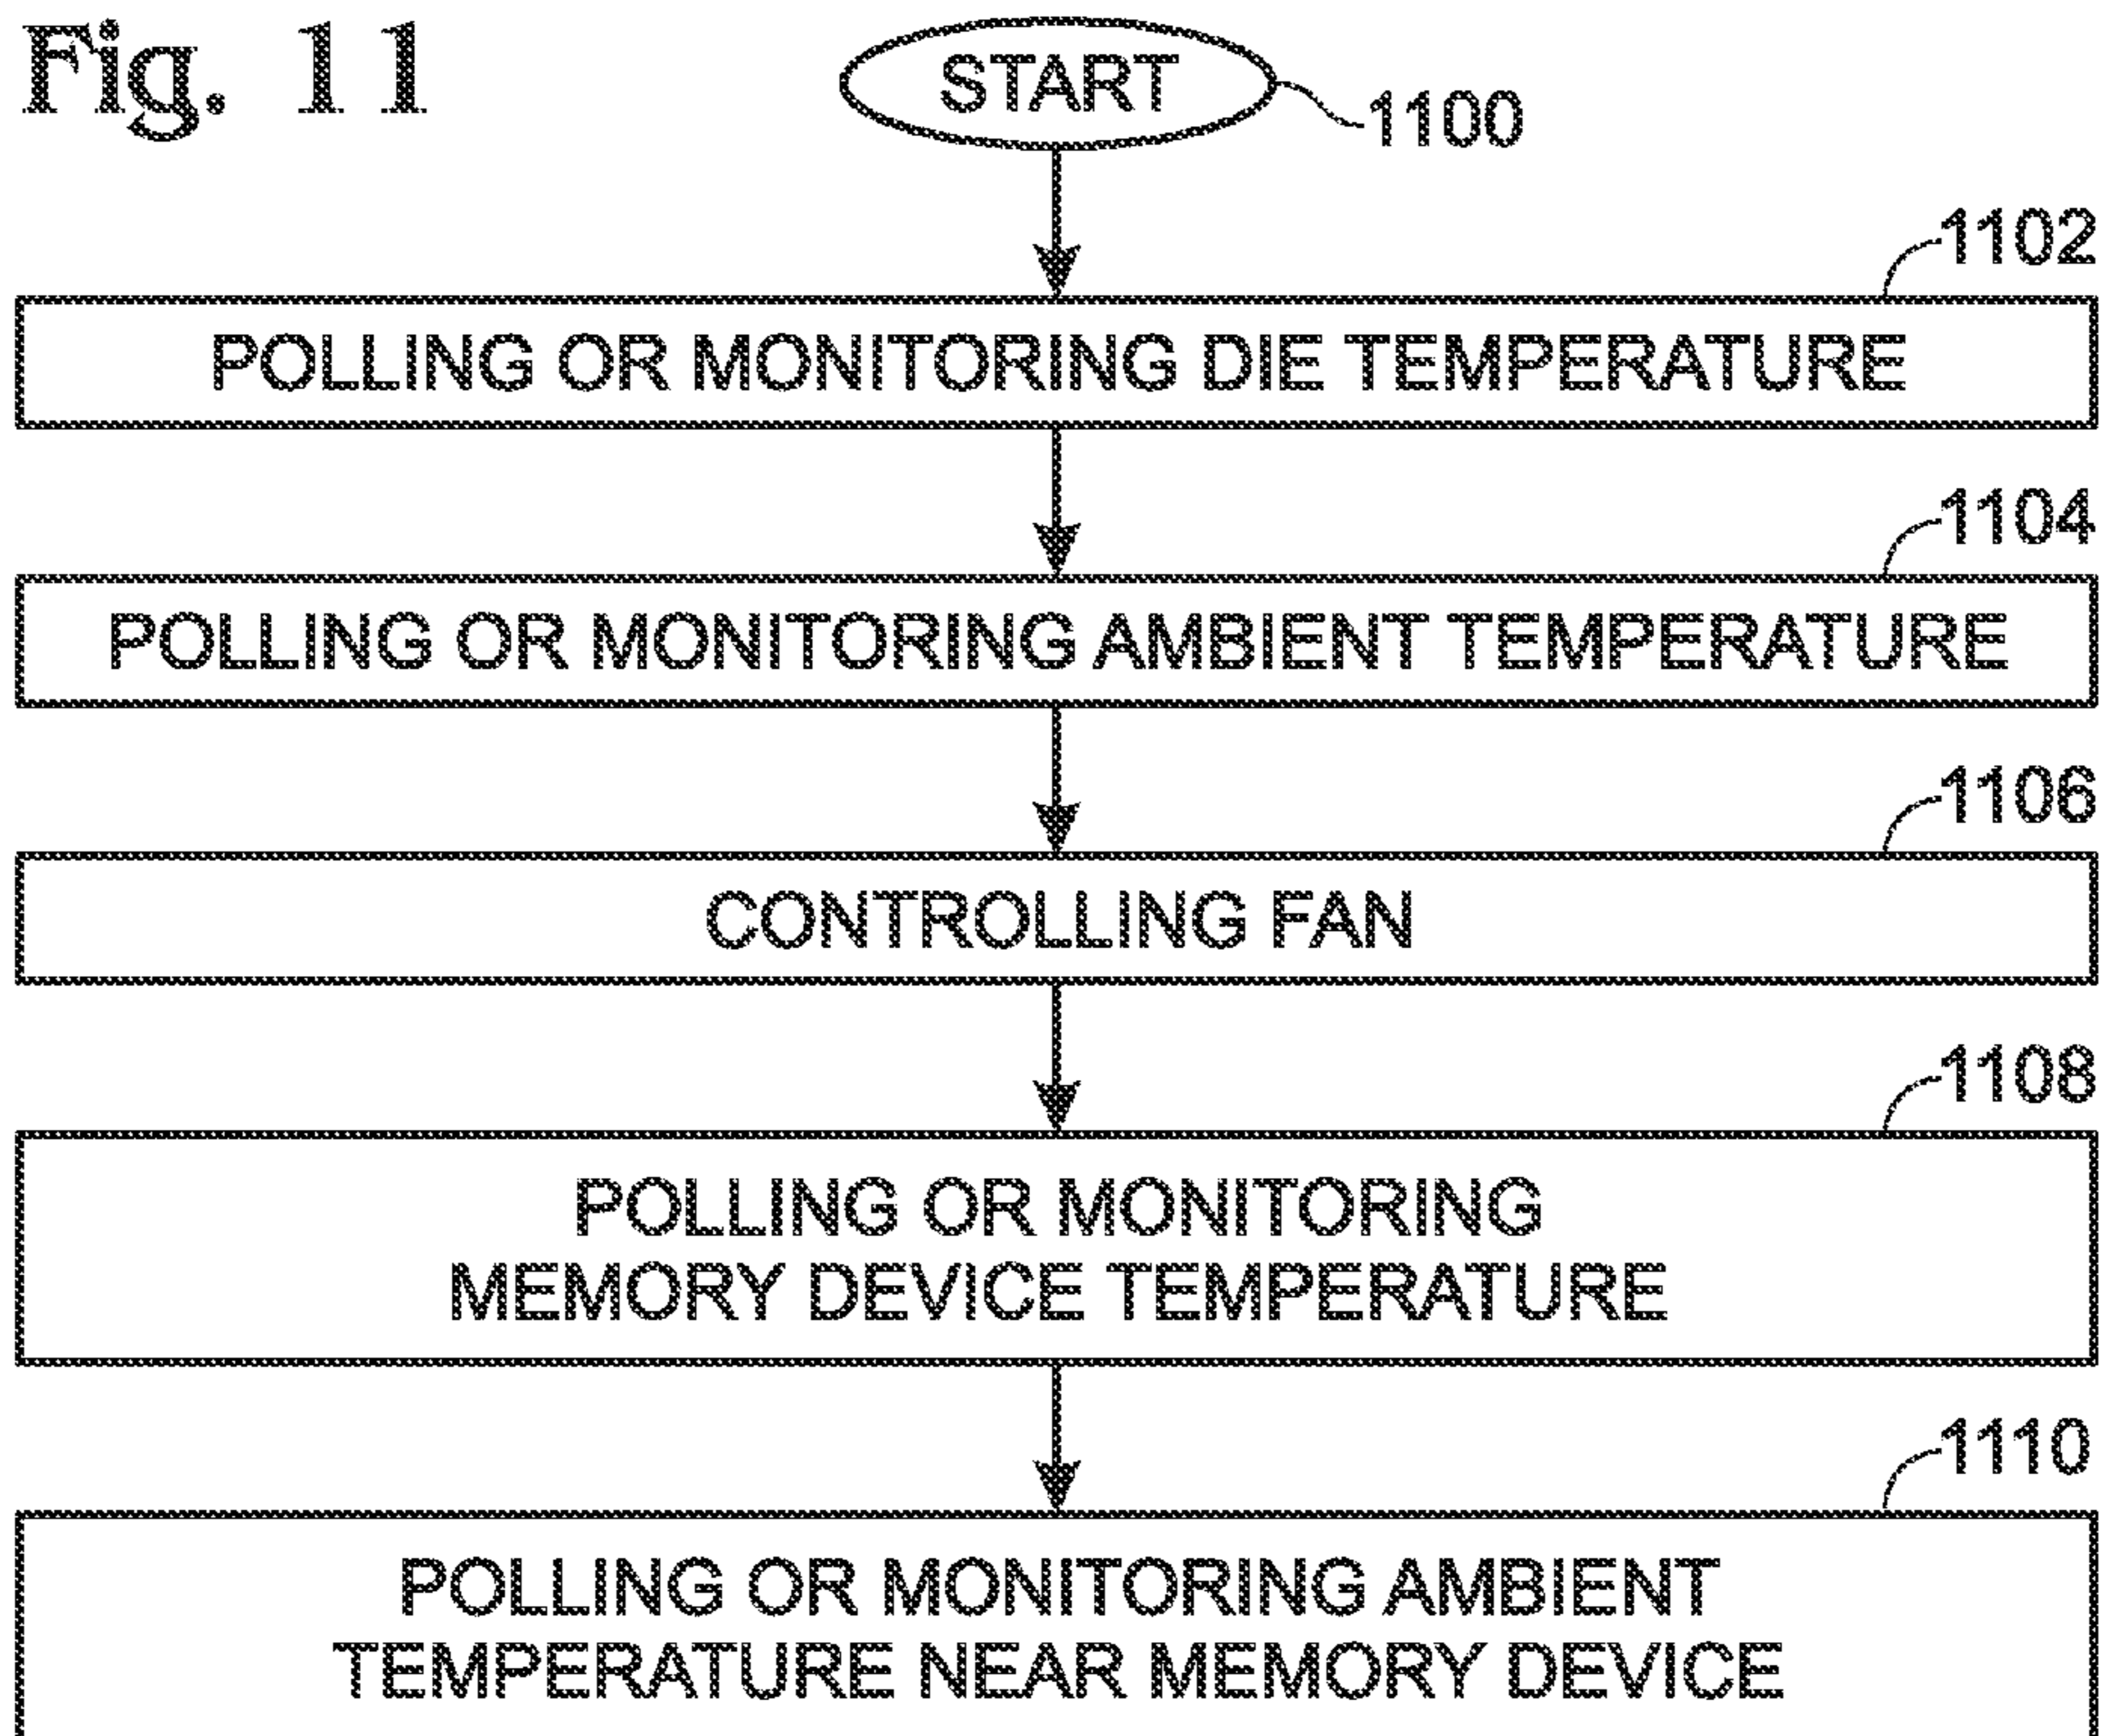 Fig. 11
START
1100
1102
POLLING OR MONITORING DIE TEMPERATURE
1104
POLLING OR MONITORING AMBIENT TEMPERATURE
1106
CONTROLLING FAN
1108
POLLING OR MONITORING
MEMORY DEVICE TEMPERATURE
1110
POLLING OR MONITORING AMBIENT
TEMPERATURE NEAR MEMORY DEVICE